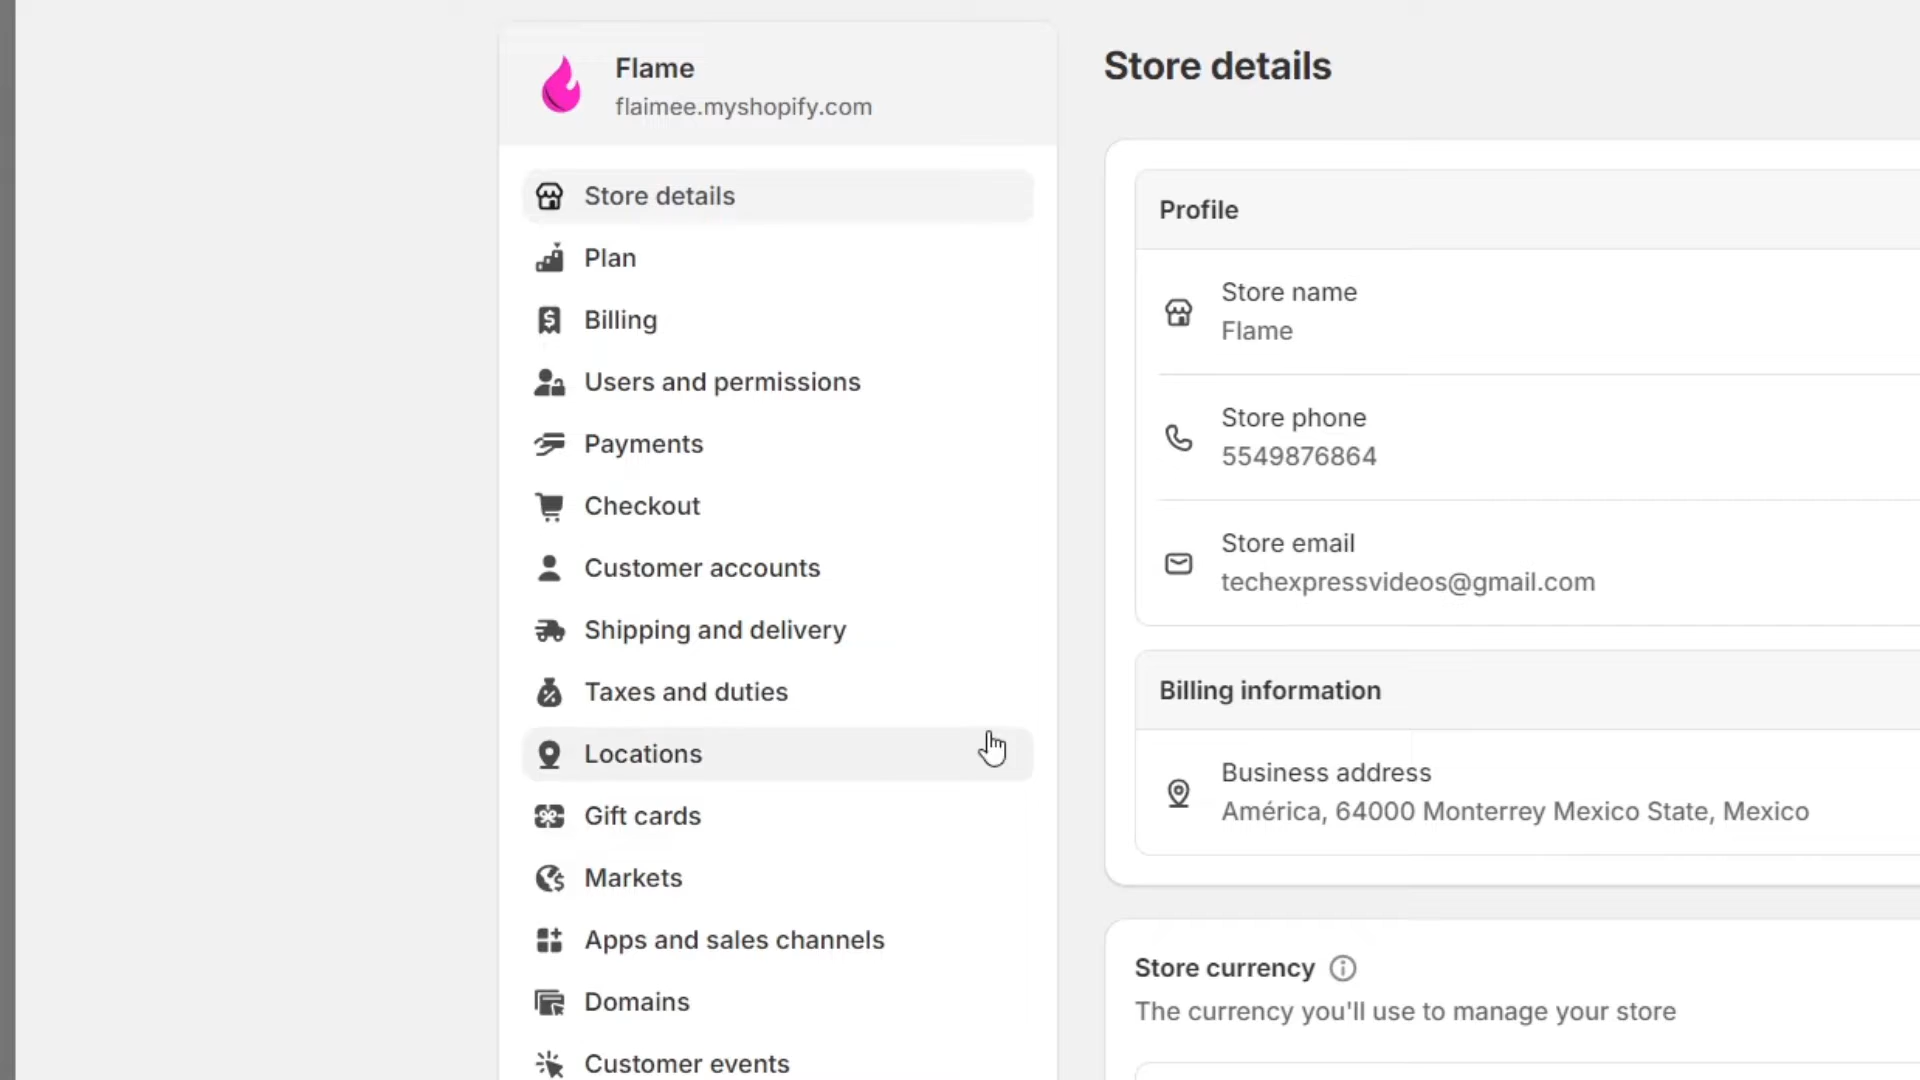 Flame
flaimee.myshopify.com
Store details
Plan
Billing
Users and permissions
Payments
Checkout
Customer accounts
Shipping and delivery
Taxes and duties
Locations
Gift cards
Markets
Apps and sales channels
Domains
Customer events
Store details
Profile
Store name
Flame
Store phone
5549876864
Store email
techexpressvideos@gmail.com
Billing information
Business address
América, 64000 Monterrey Mexico State, Mexico
Store currency
The currency you'll use to manage your store